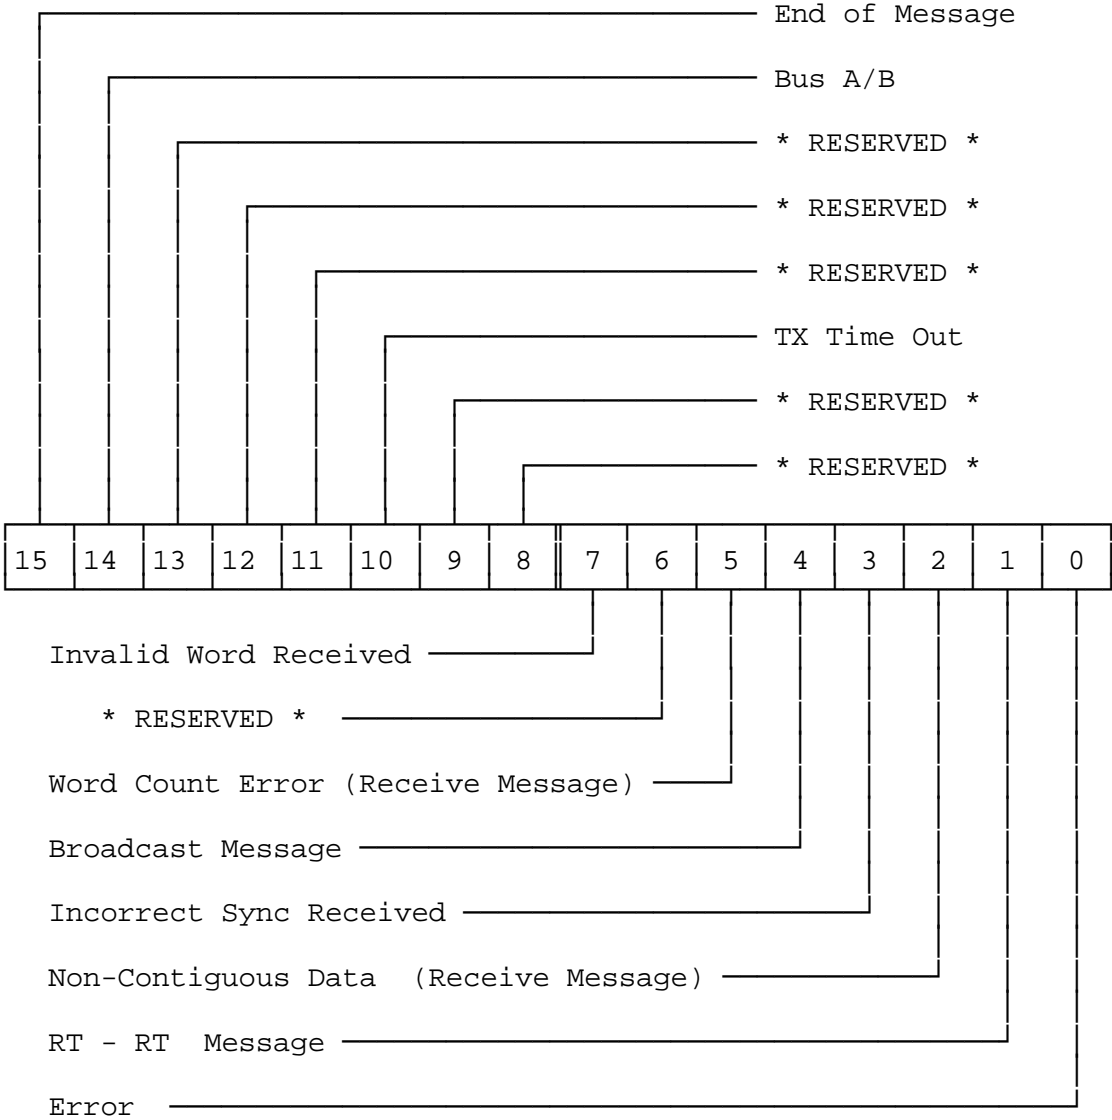 End of Message
Bus A/B
* RESERVED *
* RESERVED *
* RESERVED *
TX Time Out
* RESERVED *
* RESERVED *
15 14 13 12 11 10 9 8 7 6 5 4 3 2 1 0
Invalid Word Received
* RESERVED *
Word Count Error (Receive Message)
Broadcast Message
Incorrect Sync Received
Non-Contiguous Data (Receive Message)
RT - RT Message
Error